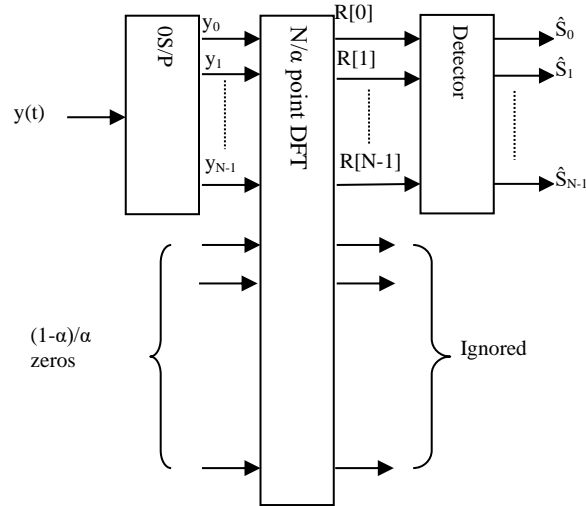 y(t)
0S/P
y0
y1
yN-1
N/α point DFT
R[0]
R[1]
R[N-1]
Detector
Ŝ0
Ŝ1
ŜN-1
(1-α)/α
zeros
Ignored